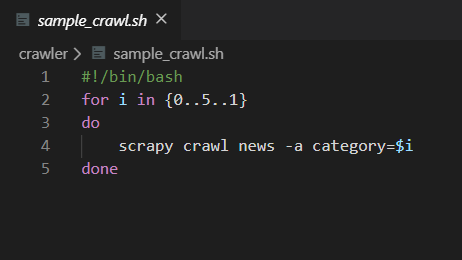 sample_crawl.sh
crawler > sample_crawl.sh
1 #!/bin/bash
2 for i in {0..5..1}
3 do
4     scrapy crawl news -a category=$i
5 done